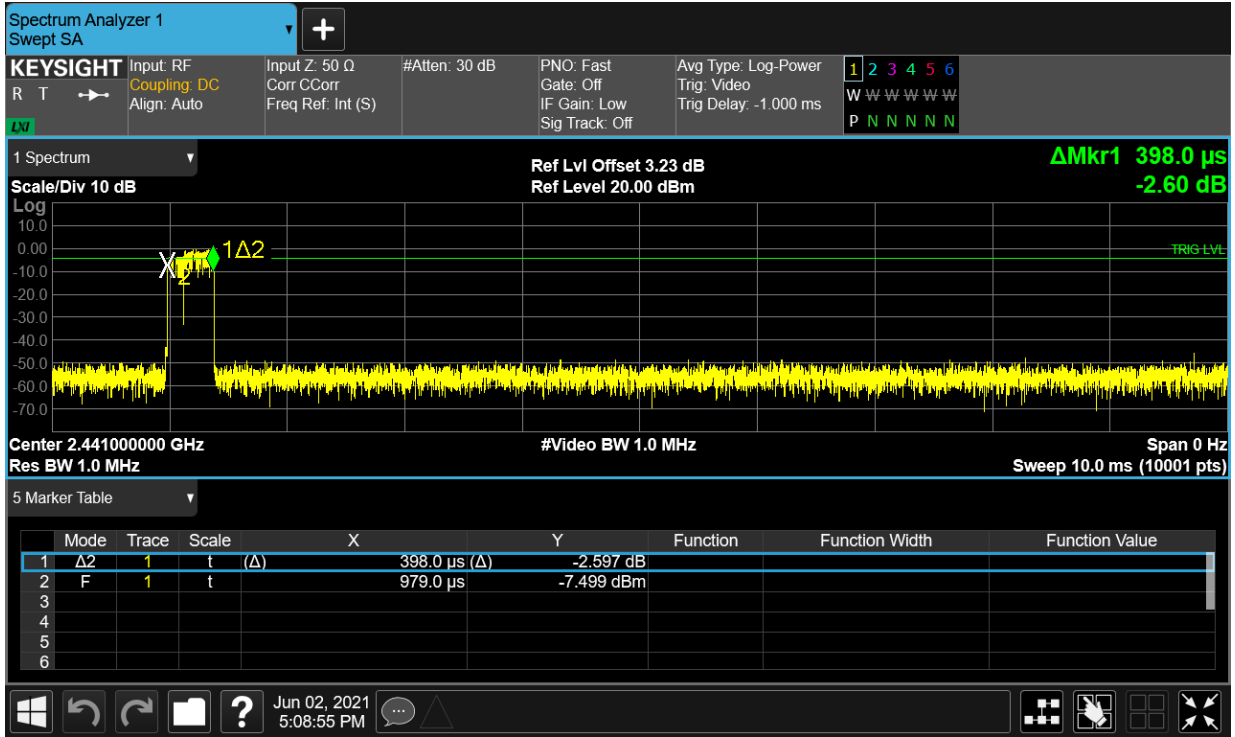 Spectrum Analyzer 1
Swept SA
KEYSIGHT Input: RF Input Z: 50 Ω #Atten: 30 dB PNO: Fast Avg Type: Log-Power 1 2 3 4 5 6
R T Coupling: DC Corr CCorr Gate: Off Trig: Video W W W W W W
Align: Auto Freq Ref: Int (S) IF Gain: Low Trig Delay: -1.000 ms
LXI Sig Track: Off P N N N N N
1 Spectrum Ref Lvl Offset 3.23 dB ΔMkr1 398.0 µs
Scale/Div 10 dB Ref Level 20.00 dBm -2.60 dB
Log
10.0
0.00 1Δ2 TRIG LVL
-10.0 2
-20.0
-30.0
-40.0
-50.0
-60.0
-70.0
Center 2.441000000 GHz #Video BW 1.0 MHz Span 0 Hz
Res BW 1.0 MHz Sweep 10.0 ms (10001 pts)
5 Marker Table
Mode Trace Scale X Y Function Function Width Function Value
1 Δ2 1 t (Δ) 398.0 µs (Δ) -2.597 dB
2 F 1 t 979.0 µs -7.499 dBm
3
4
5
6
? Jun 02, 2021
5:08:55 PM